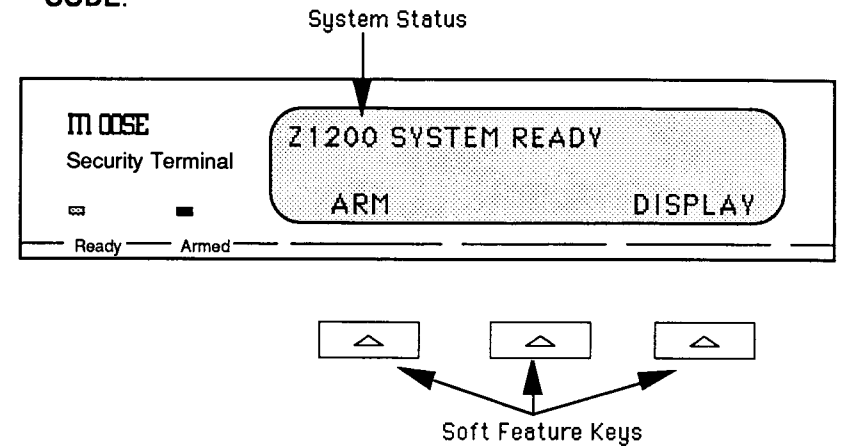 CODE.
System Status
MOOSE
Security Terminal
Z1200 SYSTEM READY
ARM DISPLAY
Ready Armed
Soft Feature Keys